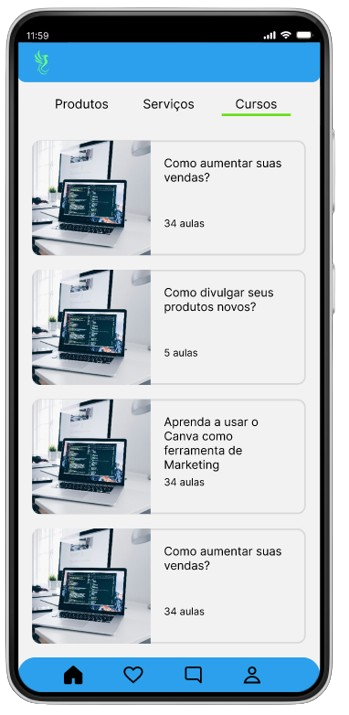 11:59
Produtos Serviços Cursos
Como aumentar suas
vendas?
34 aulas
Como divulgar seus
produtos novos?
5 aulas
Aprenda a usar o
Canva como
ferramenta de
Marketing
34 aulas
Como aumentar suas
vendas?
34 aulas